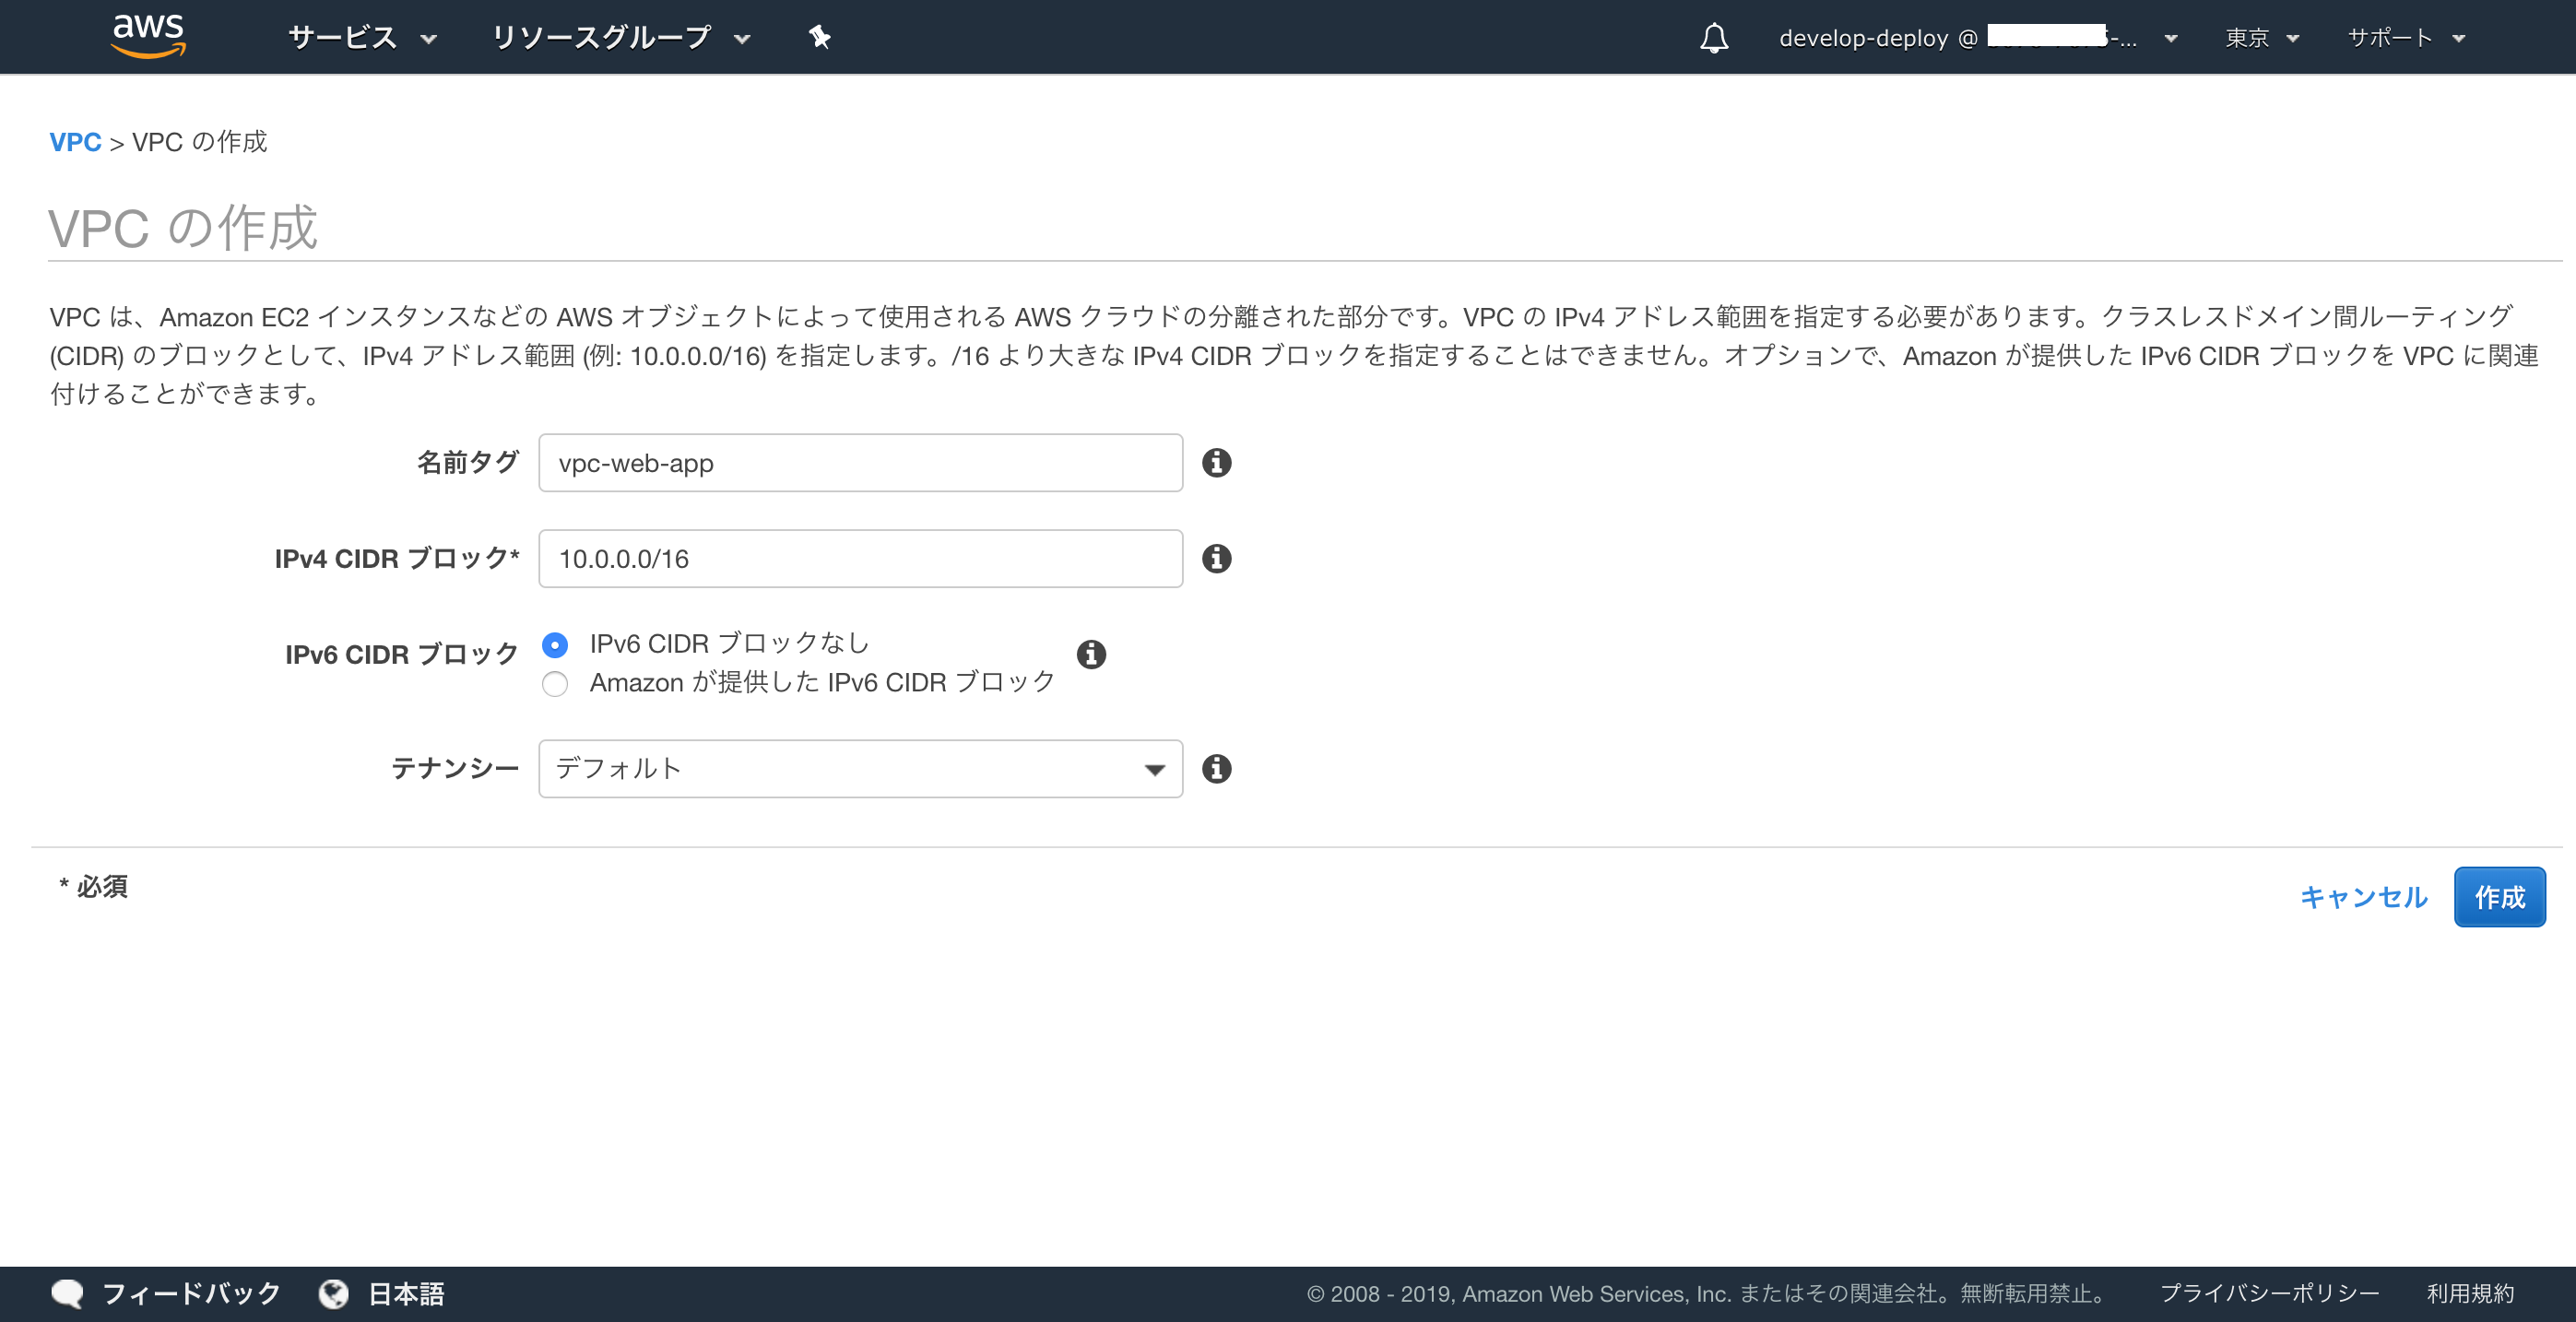 aws サービス リソースグループ develop-deploy @ 東京 サポート
VPC > VPC の作成
VPC の作成
VPC は、Amazon EC2 インスタンスなどの AWS オブジェクトによって使用される AWS クラウドの分離された部分です。VPC の IPv4 アドレス範囲を指定する必要があります。クラスレスドメイン間ルーティング
(CIDR) のブロックとして、IPv4 アドレス範囲 (例: 10.0.0.0/16) を指定します。/16 より大きな IPv4 CIDR ブロックを指定することはできません。オプションで、Amazon が提供した IPv6 CIDR ブロックを VPC に関連
付けることができます。
名前タグ vpc-web-app
IPv4 CIDR ブロック* 10.0.0.0/16
IPv6 CIDR ブロック
IPv6 CIDR ブロックなし
Amazon が提供した IPv6 CIDR ブロック
テナンシー デフォルト
* 必須
キャンセル 作成
フィードバック 日本語 © 2008 - 2019, Amazon Web Services, Inc. またはその関連会社。無断転用禁止。 プライバシーポリシー 利用規約